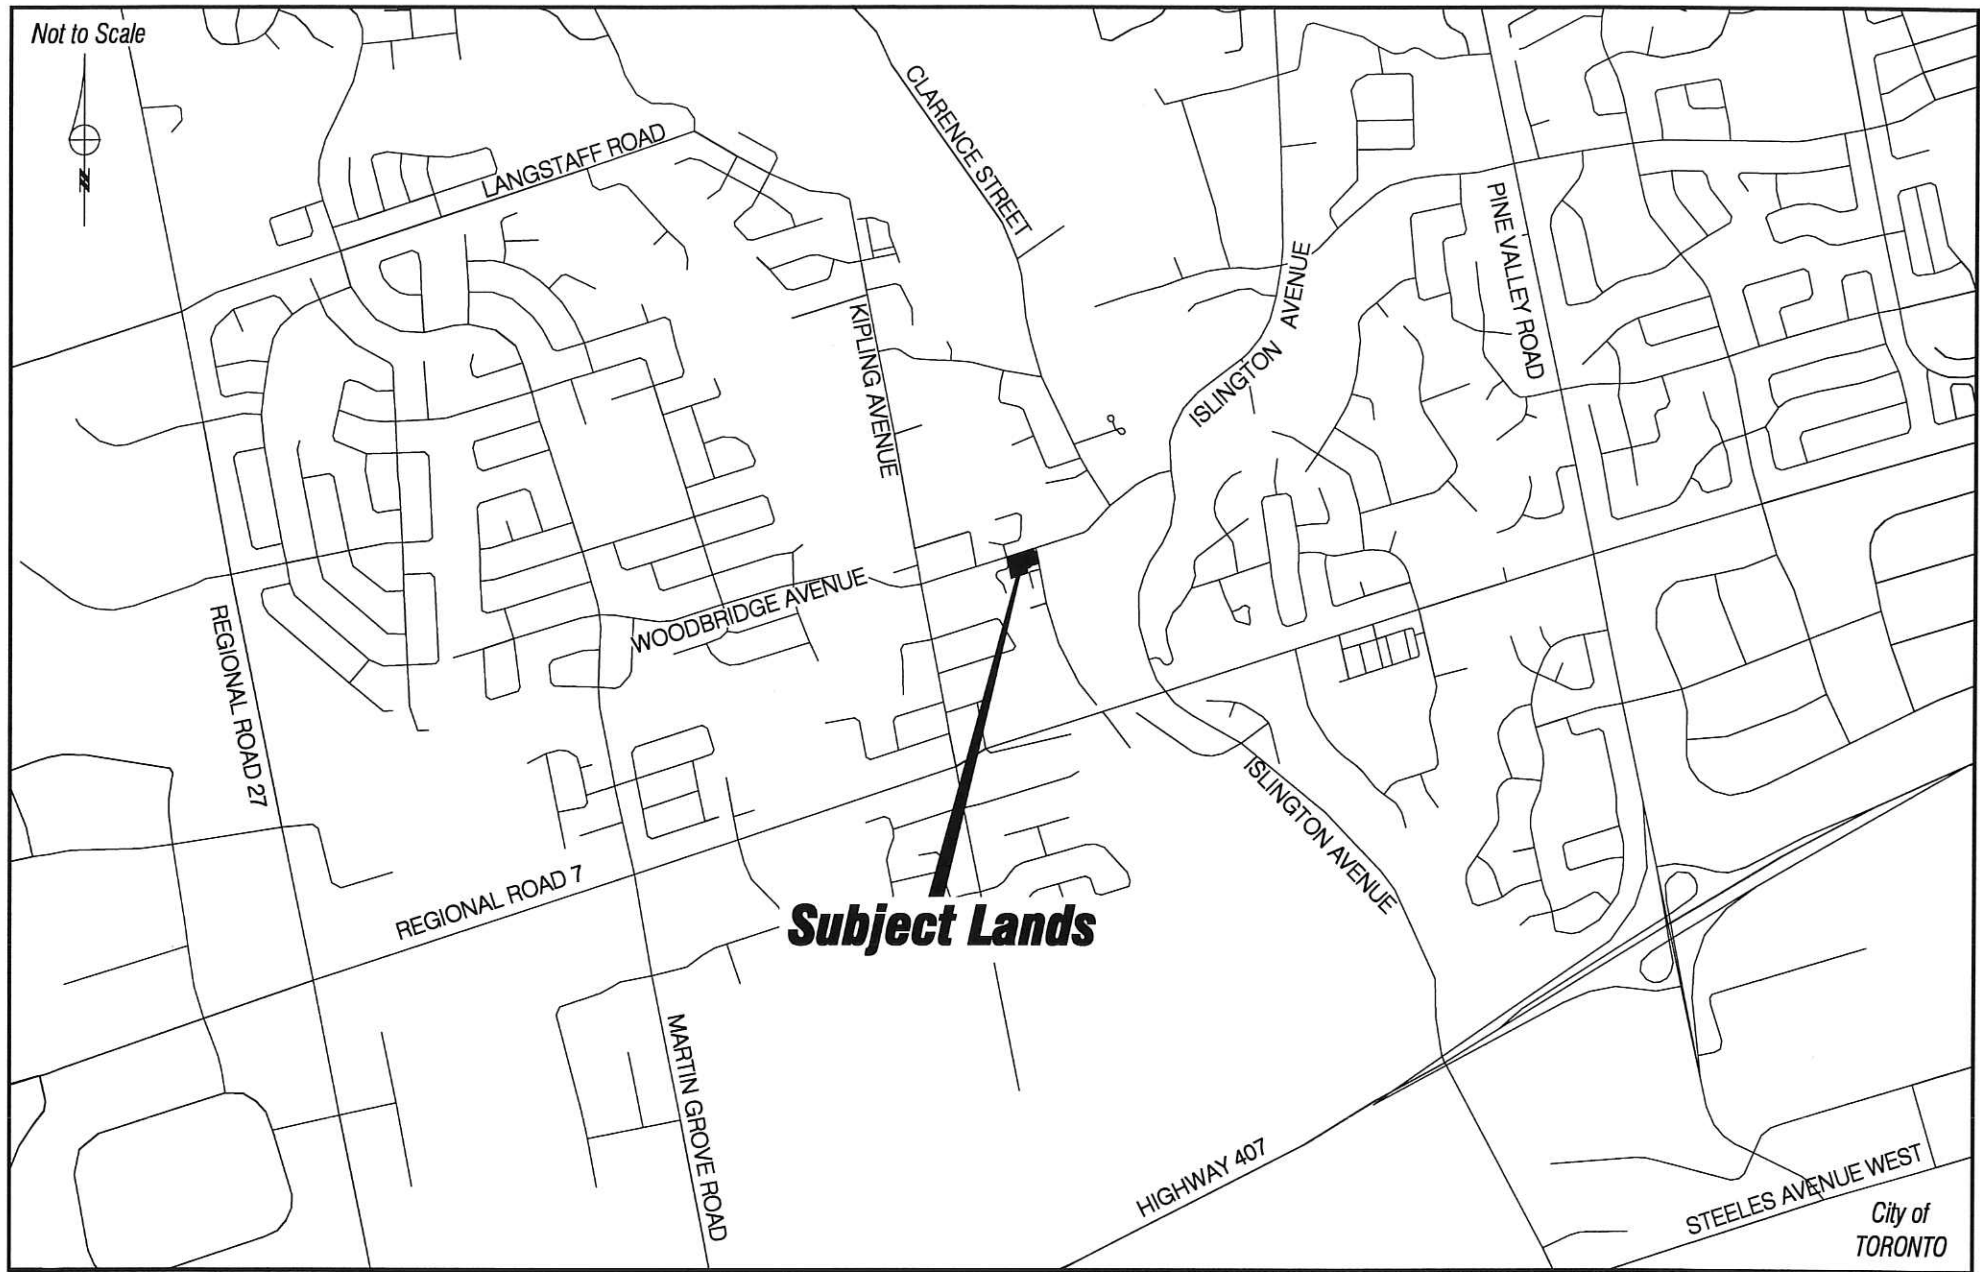 Not to Scale
N
CLARENCE STREET
LANGSTAFF ROAD
PINE VALLEY ROAD
ISLINGTON AVENUE
KIPLING AVENUE
WOODBRIDGE AVENUE
REGIONAL ROAD 27
ISLINGTON AVENUE
REGIONAL ROAD 7
Subject Lands
MARTIN GROVE ROAD
HIGHWAY 407
STEELES AVENUE WEST
City of
TORONTO